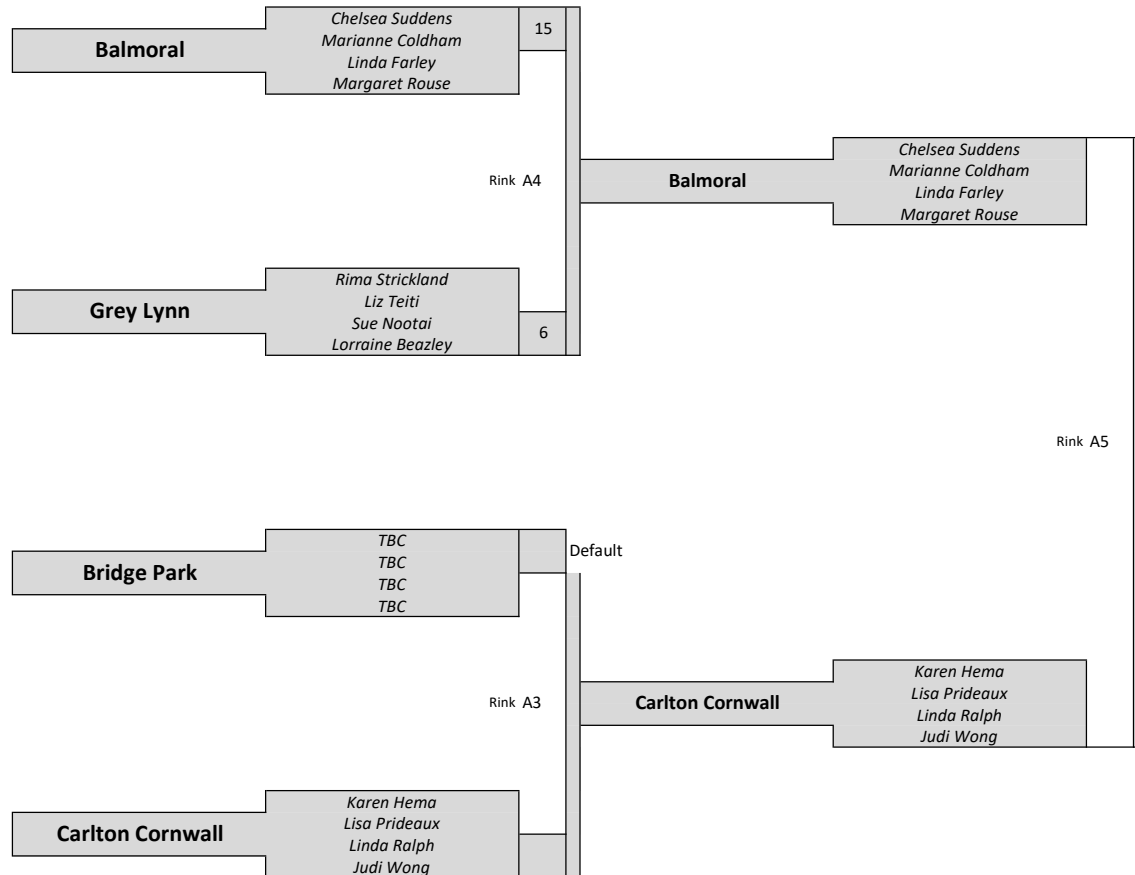 Balmoral
Chelsea Suddens
Marianne Coldham
Linda Farley
Margaret Rouse
15
Rink A4
Grey Lynn
Rima Strickland
Liz Teiti
Sue Nootai
Lorraine Beazley
6
Balmoral
Chelsea Suddens
Marianne Coldham
Linda Farley
Margaret Rouse
Rink A5
Bridge Park
TBC
TBC
TBC
TBC
Default
Rink A3
Carlton Cornwall
Karen Hema
Lisa Prideaux
Linda Ralph
Judi Wong
Carlton Cornwall
Karen Hema
Lisa Prideaux
Linda Ralph
Judi Wong